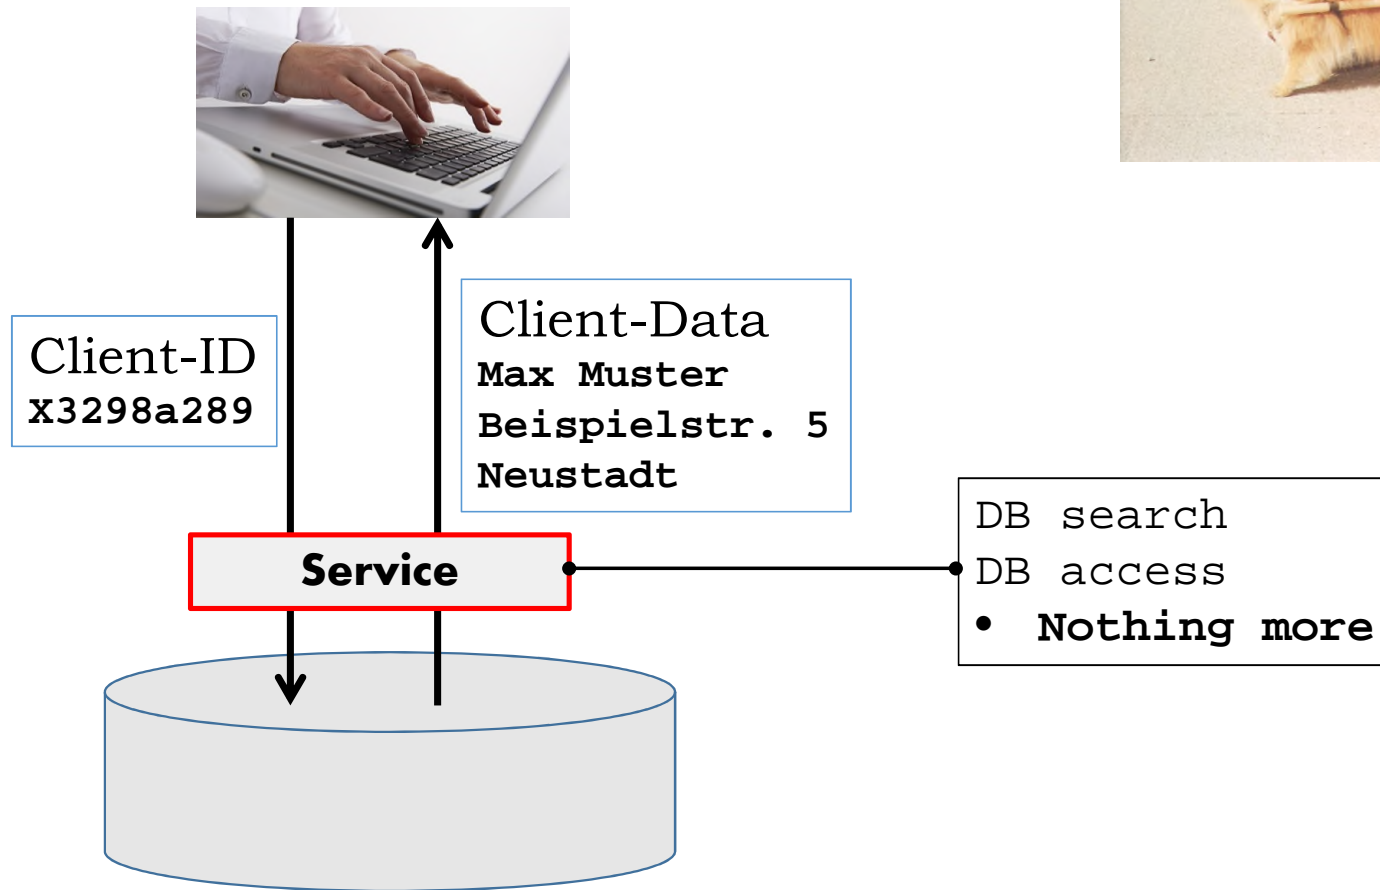 Client-ID
X3298a289
Client-Data
Max Muster
Beispielstr. 5
Neustadt
Service
DB search
DB access
• Nothing more